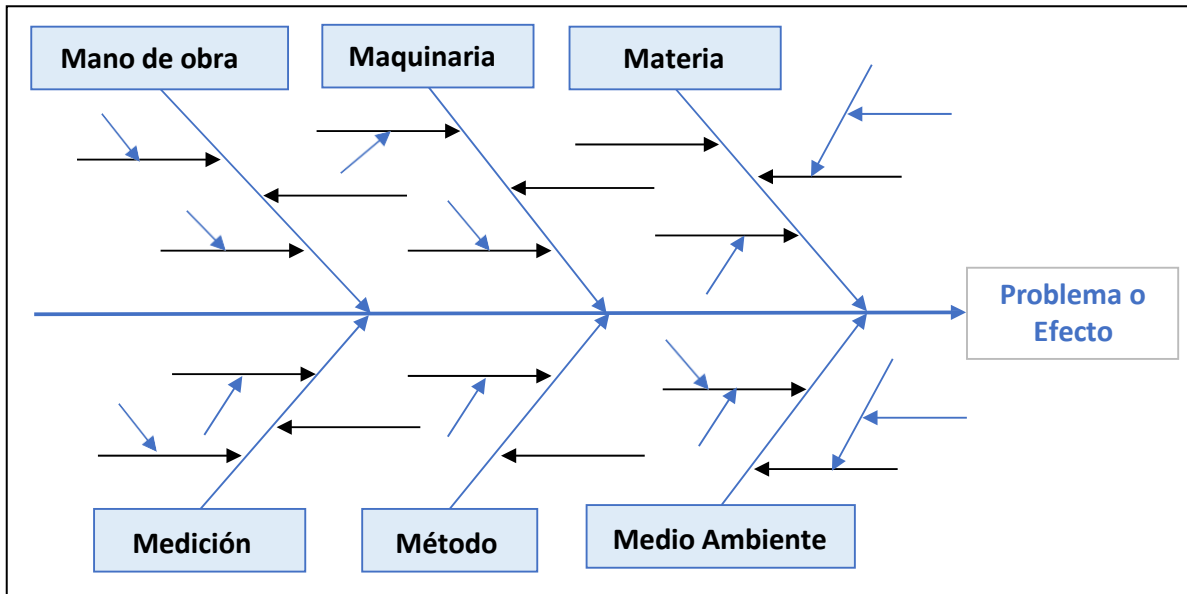 Mano de obra
Maquinaria
Materia
Problema o
Efecto
Medición
Método
Medio Ambiente